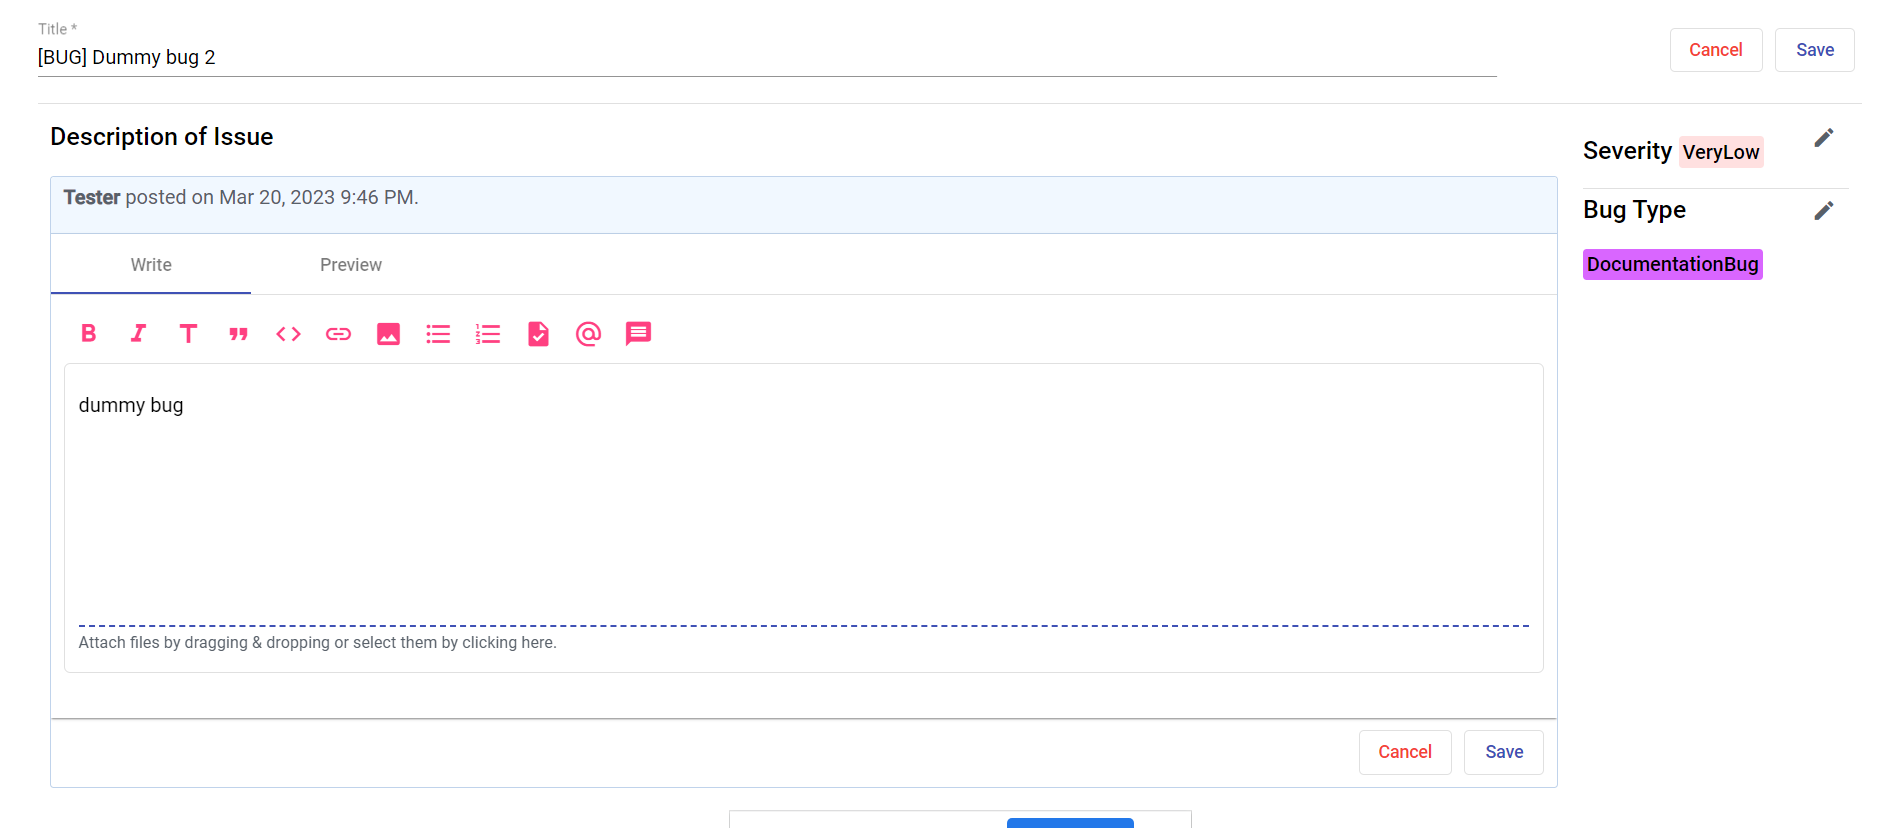 Title *
[BUG] Dummy bug 2
Cancel
Save
Description of Issue
Tester posted on Mar 20, 2023 9:46 PM.
Write
Preview
dummy bug
Attach files by dragging & dropping or select them by clicking here.
Cancel
Save
Severity VeryLow
Bug Type
DocumentationBug